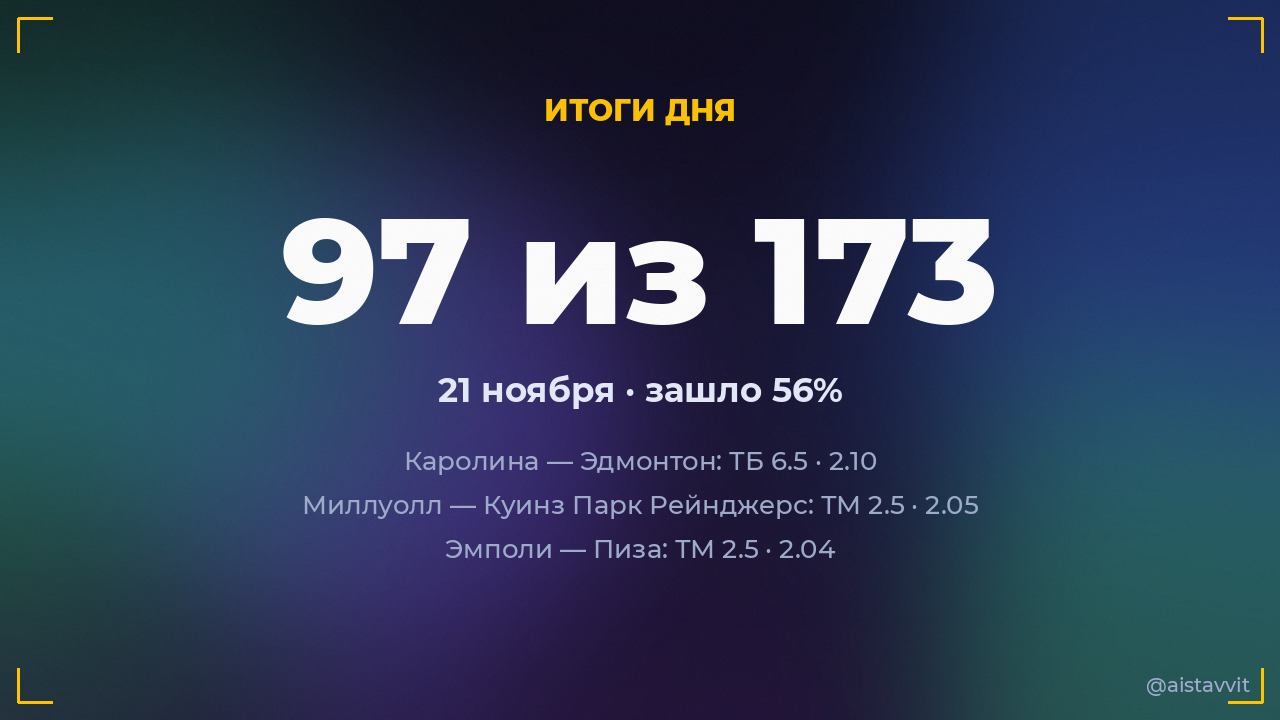 ИТОГИ ДНЯ
97 из 173
21 ноября · зашло 56%
Каролина — Эдмонтон: ТБ 6.5 · 2.10
Миллуолл — Куинз Парк Рейнджерс: ТМ 2.5 · 2.05
Эмполи — Пиза: ТМ 2.5 · 2.04
@aistavvit